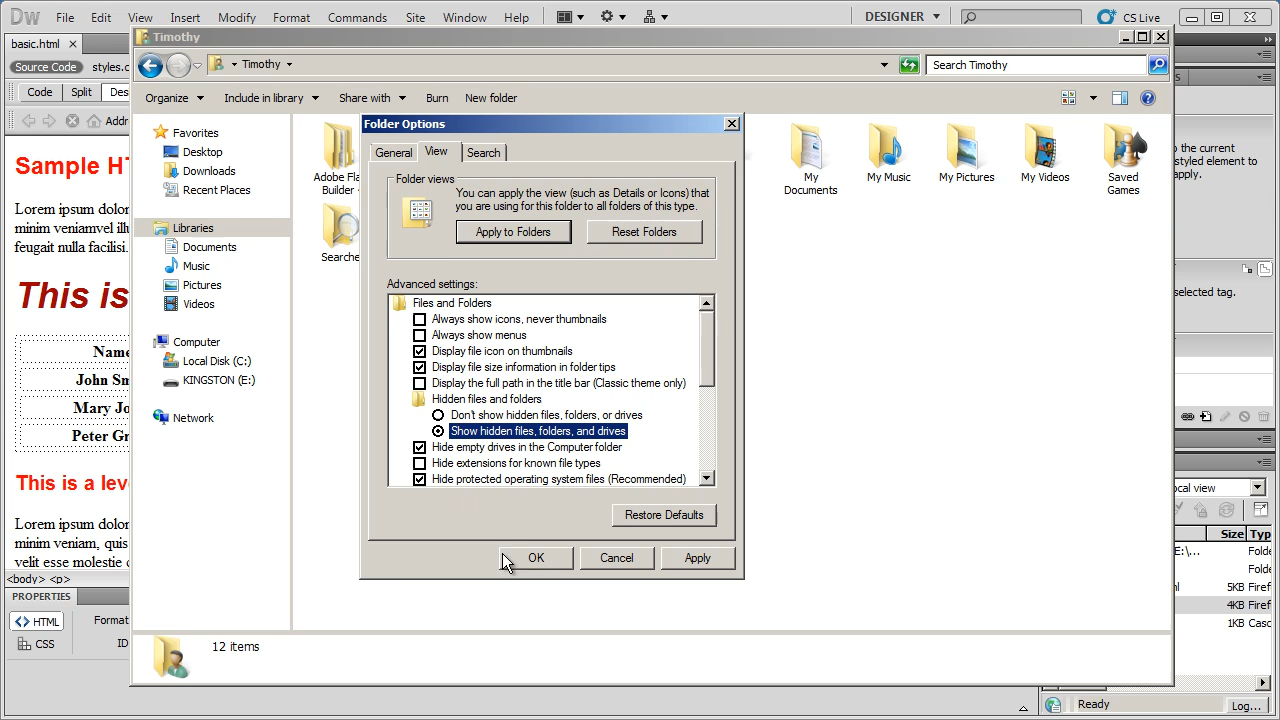 Dw File Edit View Insert Modify Format Commands Site Window Help DESIGNER CS Live
basic.html
Timothy
Source Code styles.c
Timothy
Search Timothy
Code Split Des
Organize Include in library Share with Burn New folder
Addr
Favorites
Desktop
Downloads
Recent Places
Libraries
Documents
Music
Pictures
Videos
Computer
Local Disk (C:)
KINGSTON (E:)
Network
Adobe Fla
Builder -
Searche
My
Documents
My Music
My Pictures
My Videos
Saved
Games
Folder Options
General View Search
Folder views
You can apply the view (such as Details or Icons) that
you are using for this folder to all folders of this type.
Apply to Folders Reset Folders
Advanced settings:
Files and Folders
Always show icons, never thumbnails
Always show menus
Display file icon on thumbnails
Display file size information in folder tips
Display the full path in the title bar (Classic theme only)
Hidden files and folders
Don't show hidden files, folders, or drives
Show hidden files, folders, and drives
Hide empty drives in the Computer folder
Hide extensions for known file types
Hide protected operating system files (Recommended)
Restore Defaults
OK Cancel Apply
12 items
Sample HT
Lorem ipsum dolor
minim veniamvel illu
feugait nulla facilisi.
This is
Name
John Sm
Mary Jo
Peter Gr
This is a leve
Lorem ipsum dolor
minim veniam, quis
velit esse molestie c
<body> <p>
PROPERTIES
HTML Format
CSS ID
S
to the current
styled element to
apply.
selected tag.
ocal view
Size Typ
E:\... Folde
Folde
ml 5KB Firef
4KB Firef
1KB Casc
Ready Log...